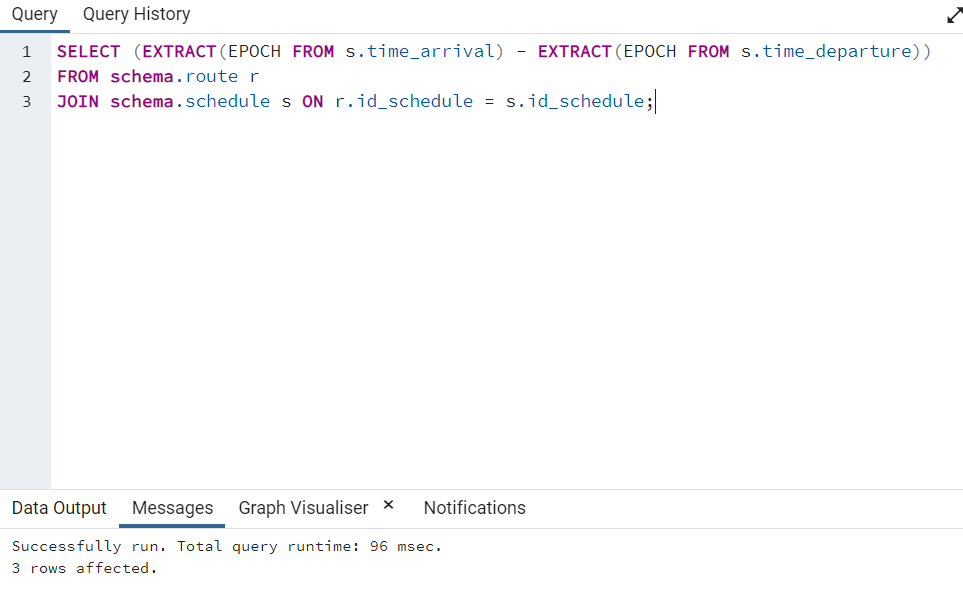 Query Query History
1 SELECT (EXTRACT(EPOCH FROM s.time_arrival) - EXTRACT(EPOCH FROM s.time_departure))
2 FROM schema.route r
3 JOIN schema.schedule s ON r.id_schedule = s.id_schedule;
Data Output Messages Graph Visualiser × Notifications
Successfully run. Total query runtime: 96 msec.
3 rows affected.